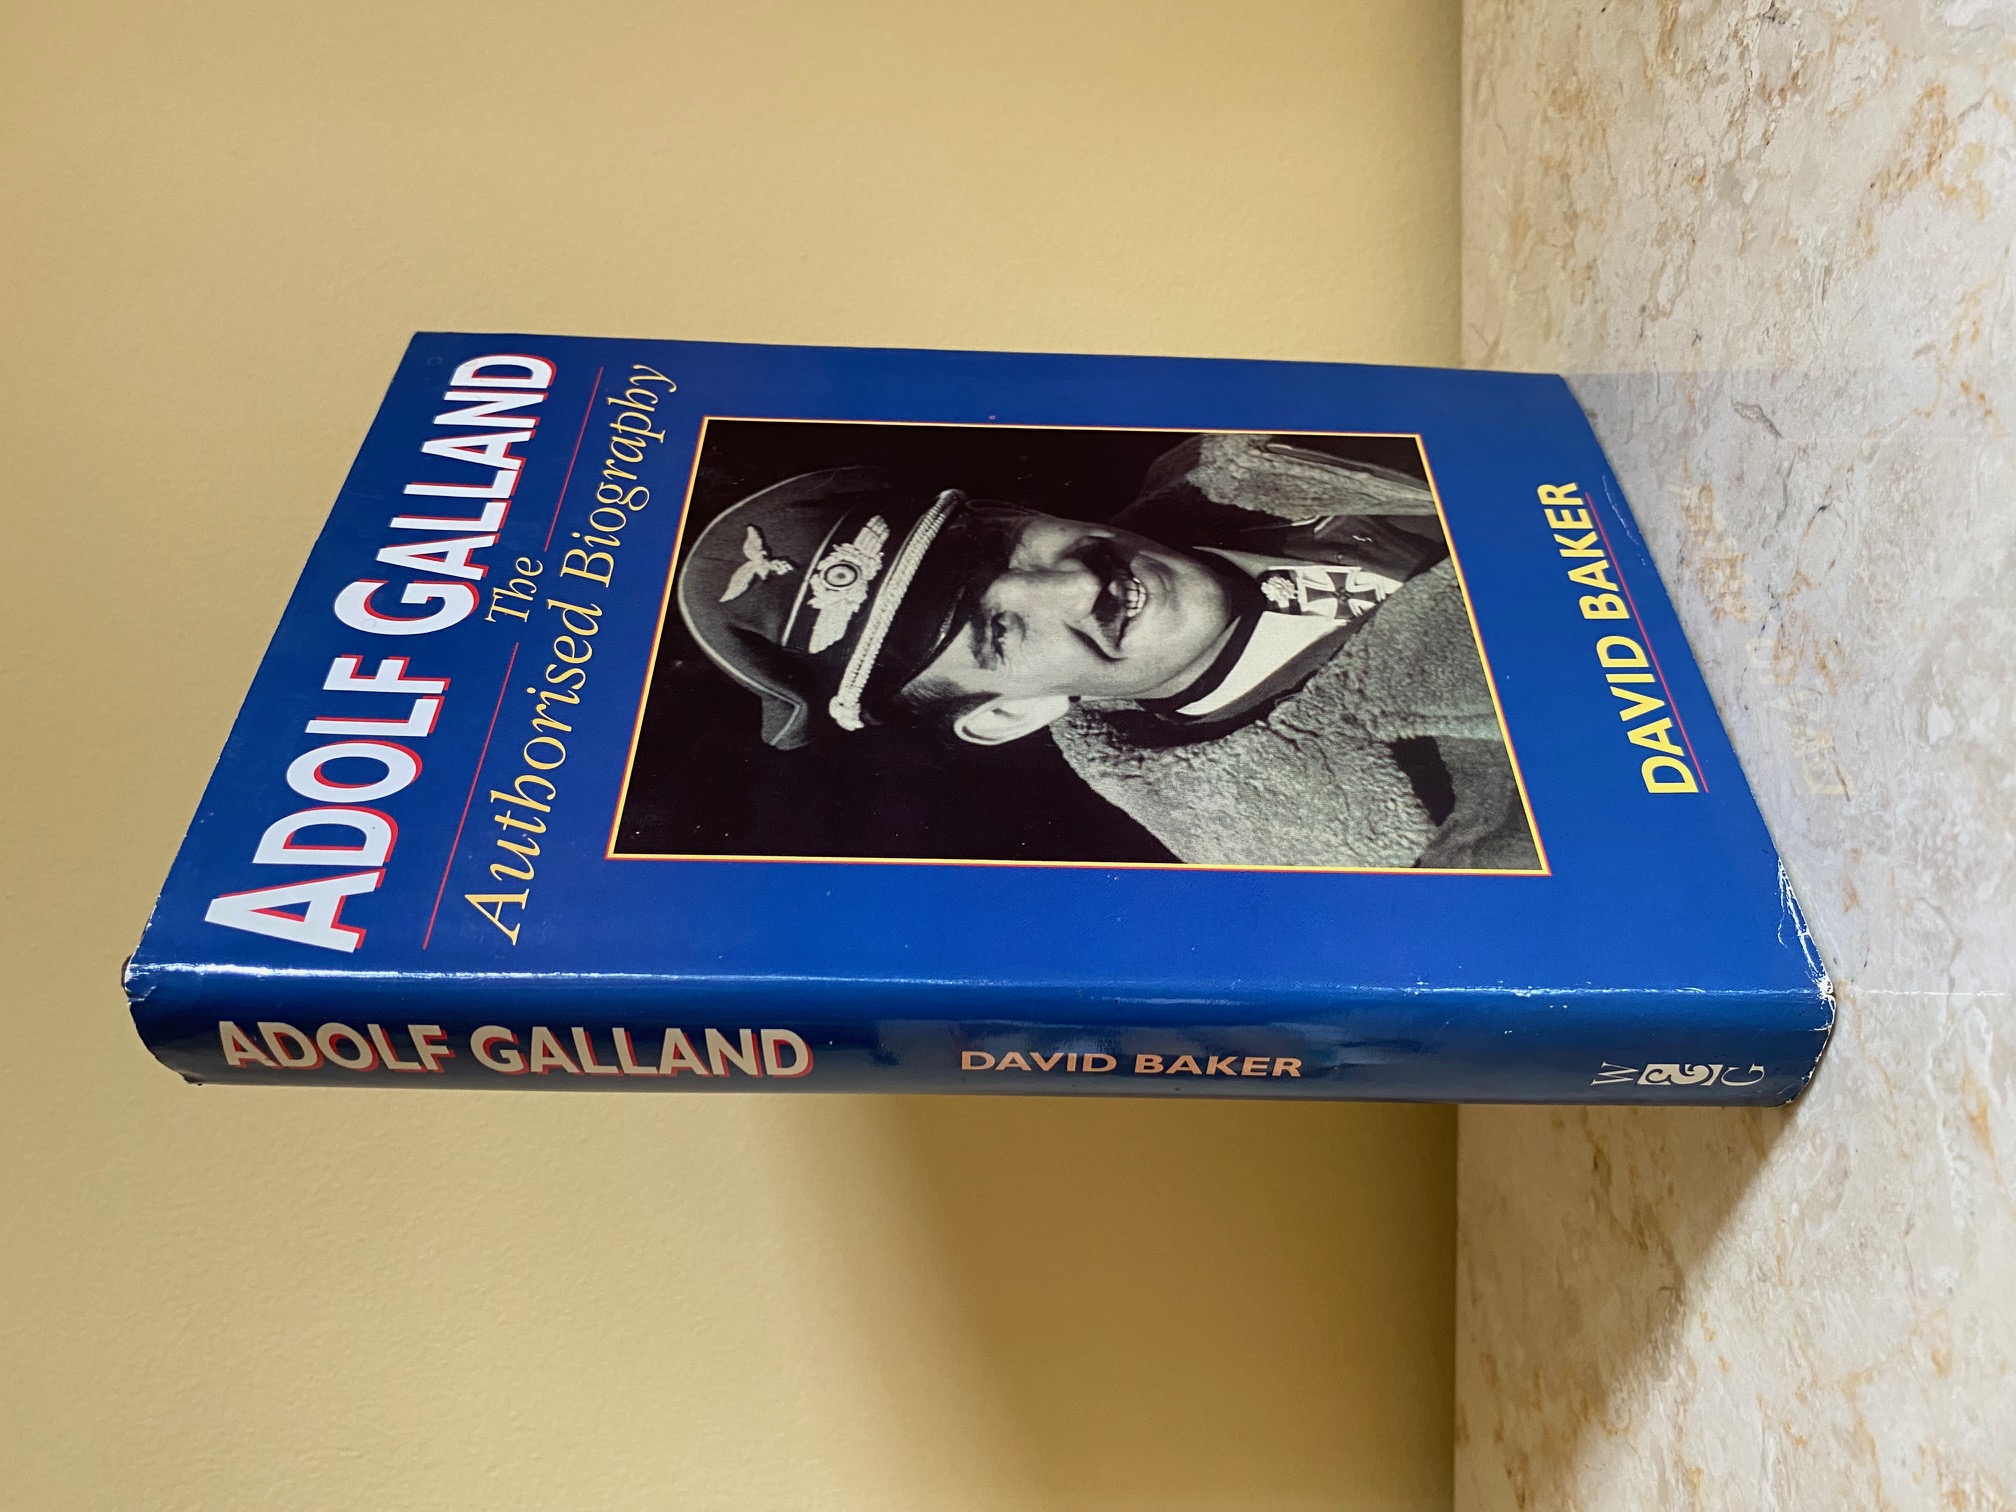 ADOLF GALLAND
The
Authorised Biography
DAVID BAKER
ADOLF GALLAND
DAVID BAKER
W
&
G